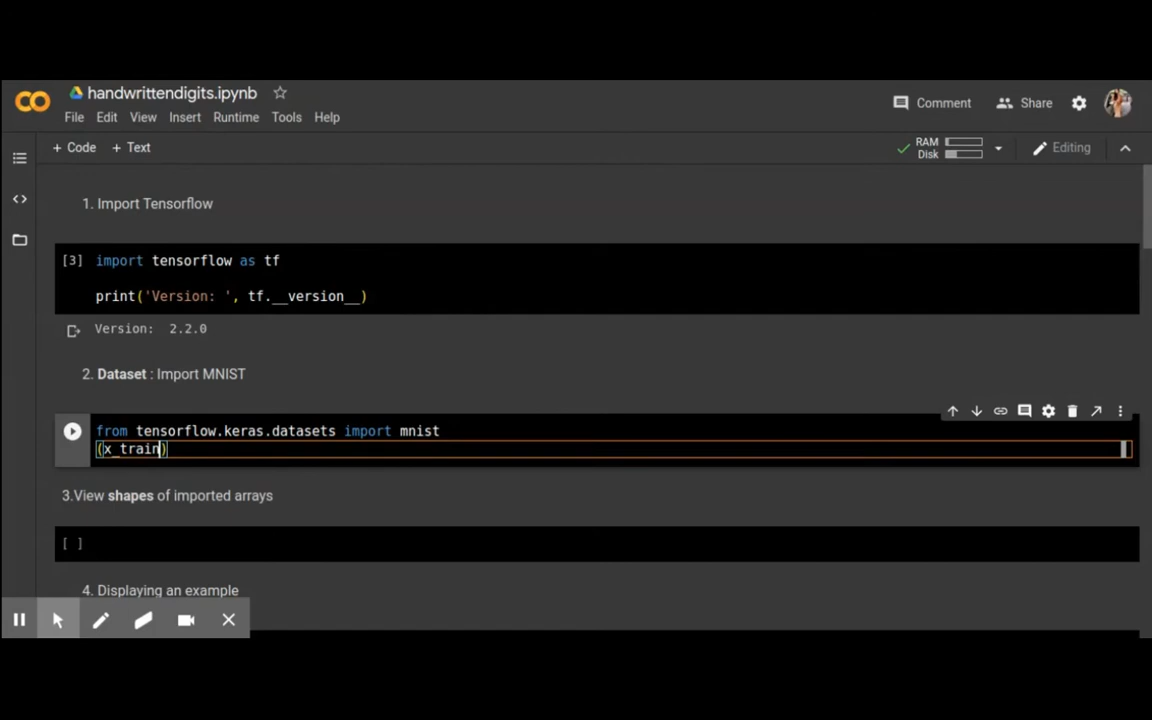 handwrittendigits.ipynb
Comment
Share
File Edit View Insert Runtime Tools Help
+ Code + Text
RAM
Disk
Editing
1. Import Tensorflow
[3] import tensorflow as tf
print('Version: ', tf.__version__)
Version: 2.2.0
2. Dataset : Import MNIST
from tensorflow.keras.datasets import mnist
(x_train)
3.View shapes of imported arrays
[ ]
4. Displaying an example